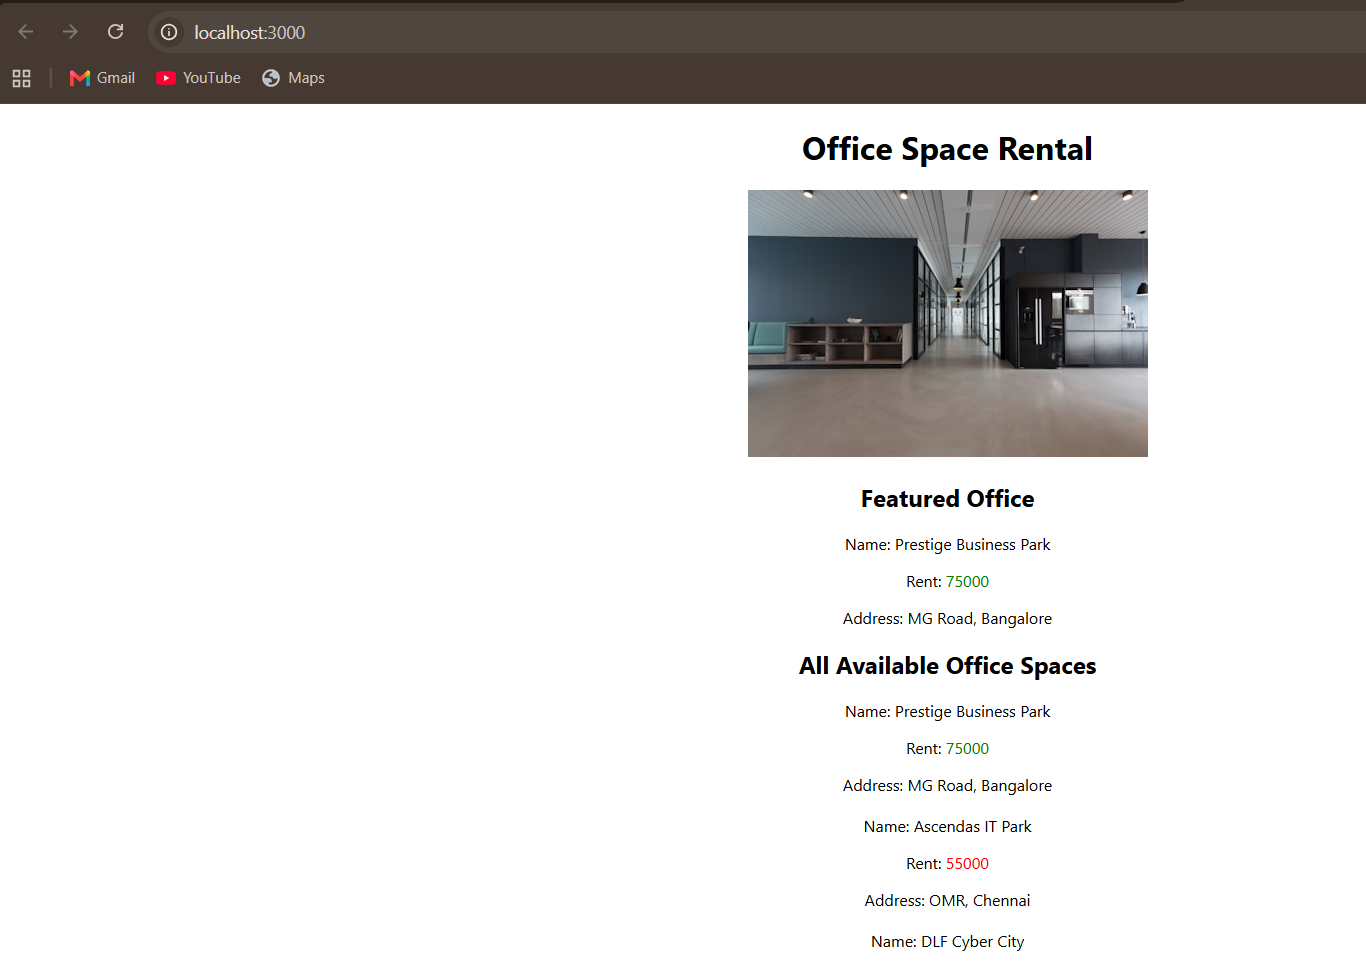 localhost:3000
Gmail YouTube Maps
Office Space Rental
Featured Office
Name: Prestige Business Park
Rent: 75000
Address: MG Road, Bangalore
All Available Office Spaces
Name: Prestige Business Park
Rent: 75000
Address: MG Road, Bangalore
Name: Ascendas IT Park
Rent: 55000
Address: OMR, Chennai
Name: DLF Cyber City